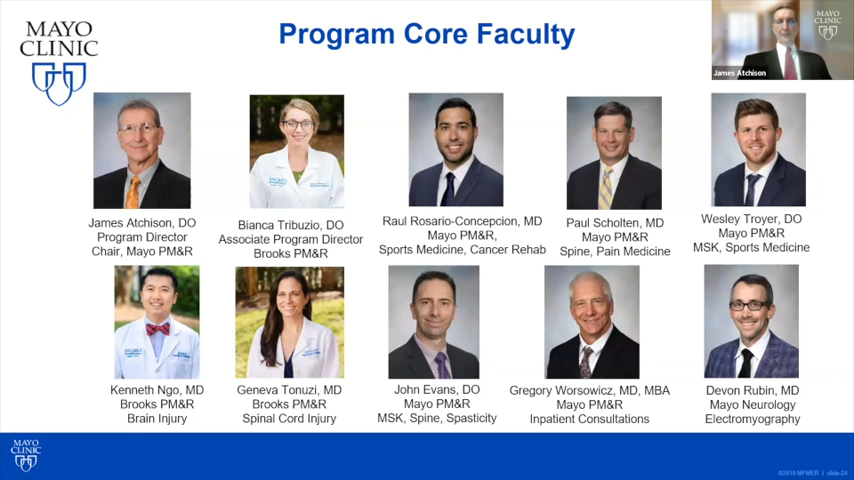 MAYO
CLINIC
Program Core Faculty
MAYO
CLINIC
James Atchison
James Atchison, DO
Program Director
Chair, Mayo PM&R
Bianca Tribuzio, DO
Associate Program Director
Brooks PM&R
Raul Rosario-Concepcion, MD
Mayo PM&R,
Sports Medicine, Cancer Rehab
Paul Scholten, MD
Mayo PM&R
Spine, Pain Medicine
Wesley Troyer, DO
Mayo PM&R
MSK, Sports Medicine
Kenneth Ngo, MD
Brooks PM&R
Brain Injury
Geneva Tonuzi, MD
Brooks PM&R
Spinal Cord Injury
John Evans, DO
Mayo PM&R
MSK, Spine, Spasticity
Gregory Worsowicz, MD, MBA
Mayo PM&R
Inpatient Consultations
Devon Rubin, MD
Mayo Neurology
Electromyography
MAYO
CLINIC
©2019 MFMER | slide-24